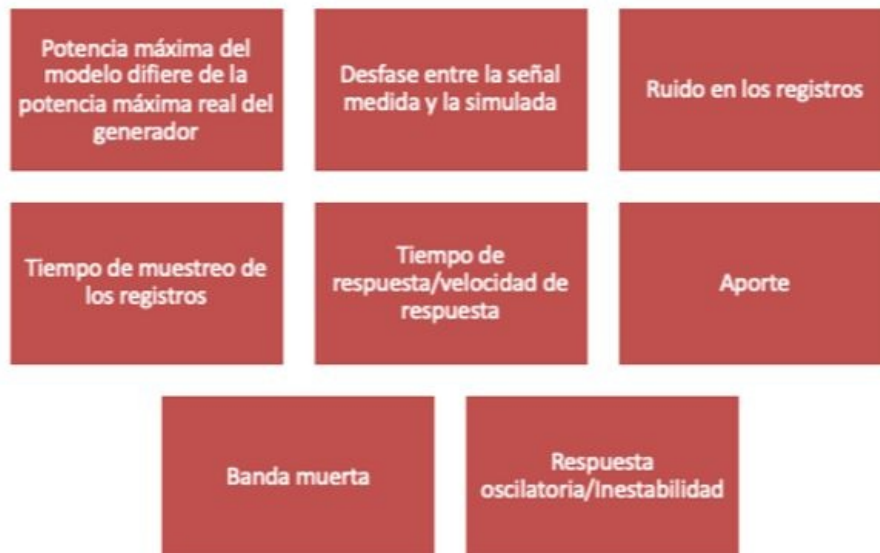 Potencia máxima del
modelo difiere de la
potencia máxima real del
generador
Desfase entre la señal
medida y la simulada
Ruido en los registros
Tiempo de muestreo de
los registros
Tiempo de
respuesta/velocidad de
respuesta
Aporte
Banda muerta
Respuesta
oscilatoria/Inestabilidad